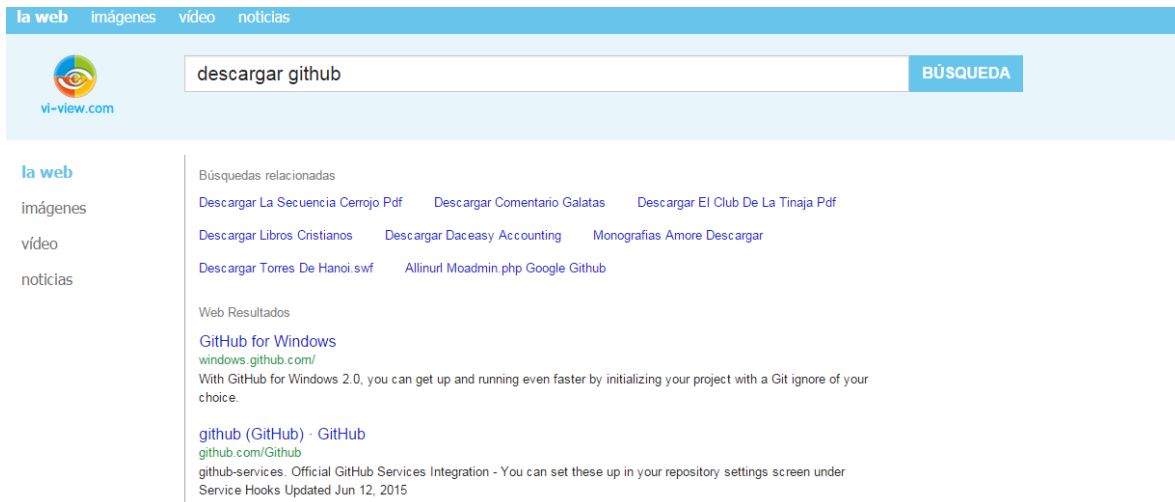 la web imágenes vídeo noticias
vi-view.com
descargar github
BÚSQUEDA
la web
imágenes
vídeo
noticias
Búsquedas relacionadas
Descargar La Secuencia Cerrojo Pdf Descargar Comentario Galatas Descargar El Club De La Tinaja Pdf
Descargar Libros Cristianos Descargar Daceasy Accounting Monografias Amore Descargar
Descargar Torres De Hanoi.swf Allinurl Moadmin.php Google Github
Web Resultados
GitHub for Windows
windows.github.com/
With GitHub for Windows 2.0, you can get up and running even faster by initializing your project with a Git ignore of your
choice.
github (GitHub) · GitHub
github.com/Github
github-services. Official GitHub Services Integration - You can set these up in your repository settings screen under
Service Hooks Updated Jun 12, 2015